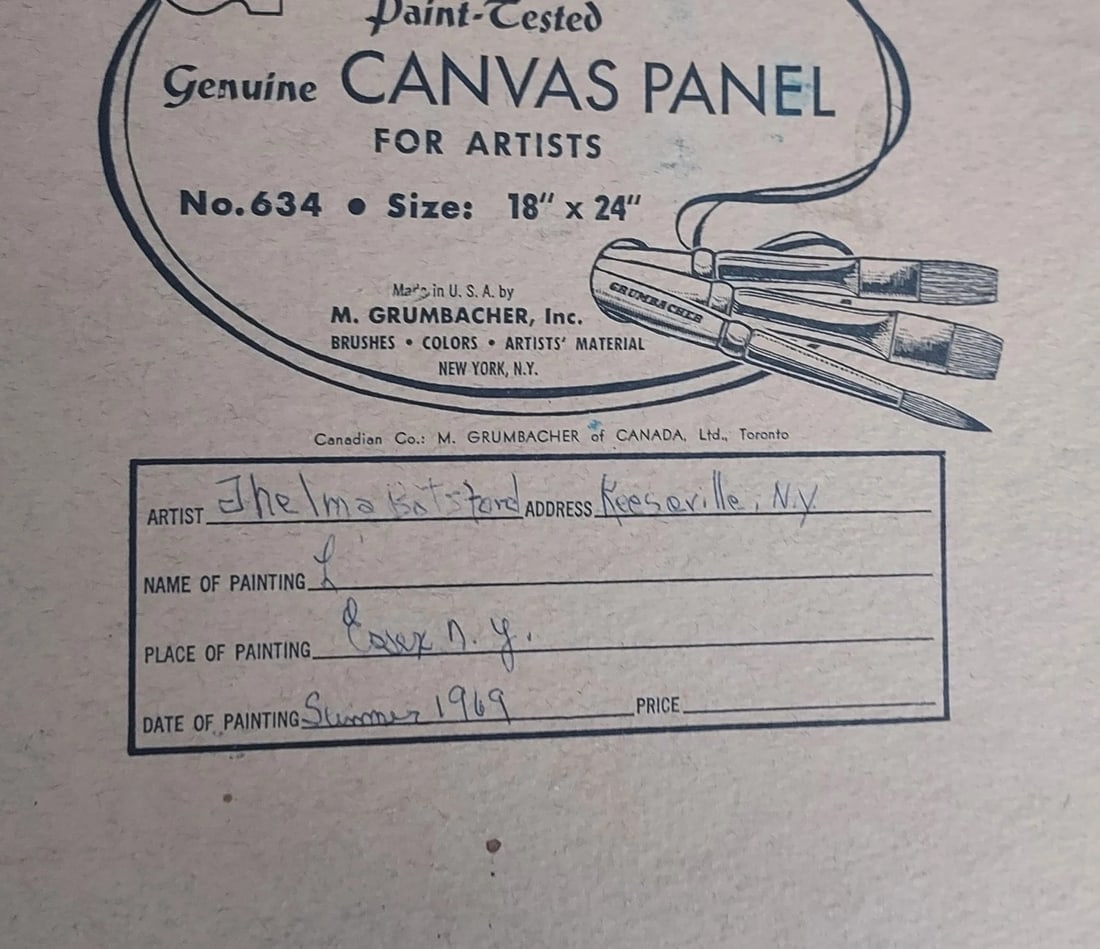 Paint-Tested
Genuine CANVAS PANEL
FOR ARTISTS
No. 634 • Size: 18" x 24"
GRUMBACHER
Made in U. S. A. by
M. GRUMBACHER, Inc.
BRUSHES • COLORS • ARTISTS' MATERIAL
NEW YORK, N.Y.
Canadian Co.: M. GRUMBACHER of CANADA, Ltd., Toronto
ARTIST Thelma Botsford ADDRESS Keeseville, N.y.
NAME OF PAINTING
PLACE OF PAINTING Essex N.y.
DATE OF PAINTING Summer 1969 PRICE